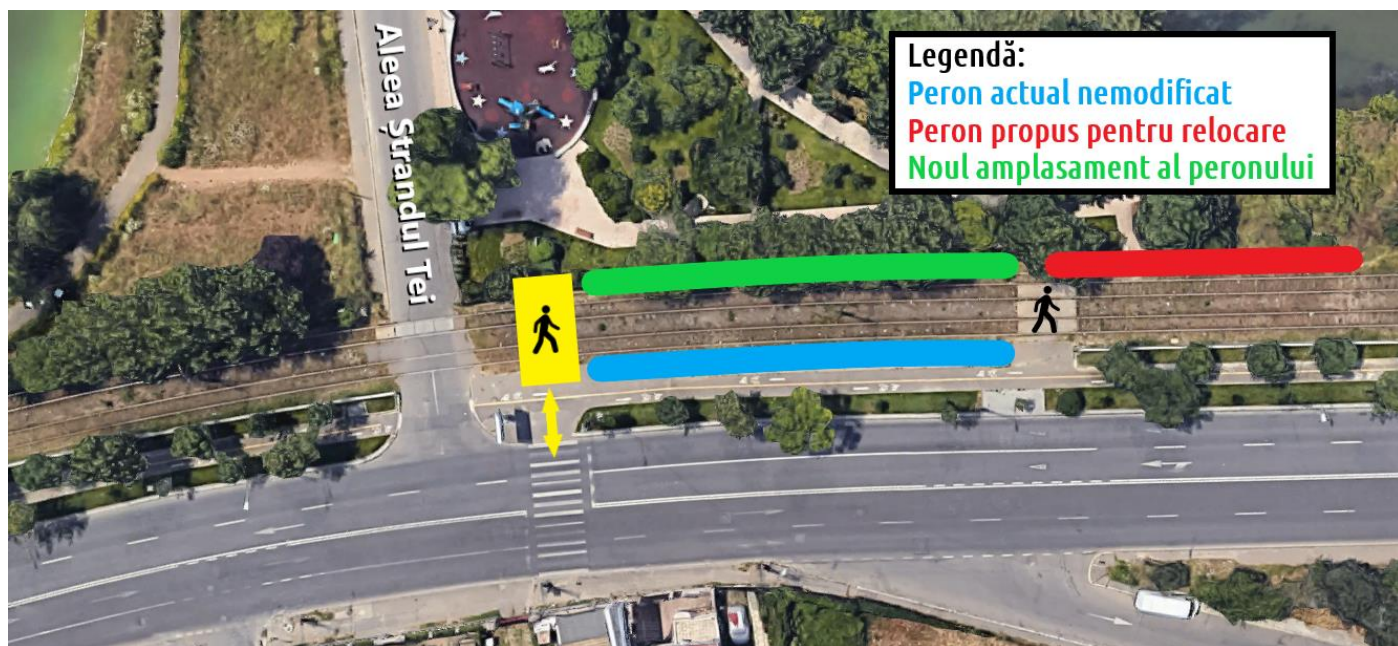 Legendă:
Peron actual nemodificat
Peron propus pentru relocare
Noul amplasament al peronului
Aleea Ștrandul Tei